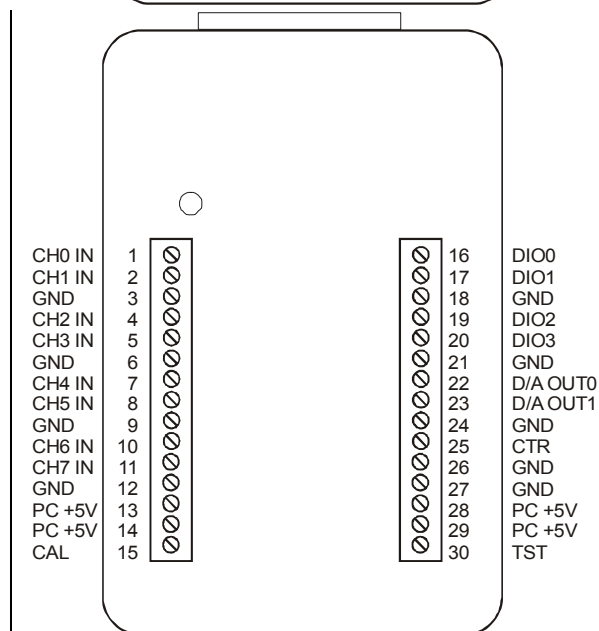 CH0 IN 1 16 DIO0
CH1 IN 2 17 DIO1
GND 3 18 GND
CH2 IN 4 19 DIO2
CH3 IN 5 20 DIO3
GND 6 21 GND
CH4 IN 7 22 D/A OUT0
CH5 IN 8 23 D/A OUT1
GND 9 24 GND
CH6 IN 10 25 CTR
CH7 IN 11 26 GND
GND 12 27 GND
PC +5V 13 28 PC +5V
PC +5V 14 29 PC +5V
CAL 15 30 TST